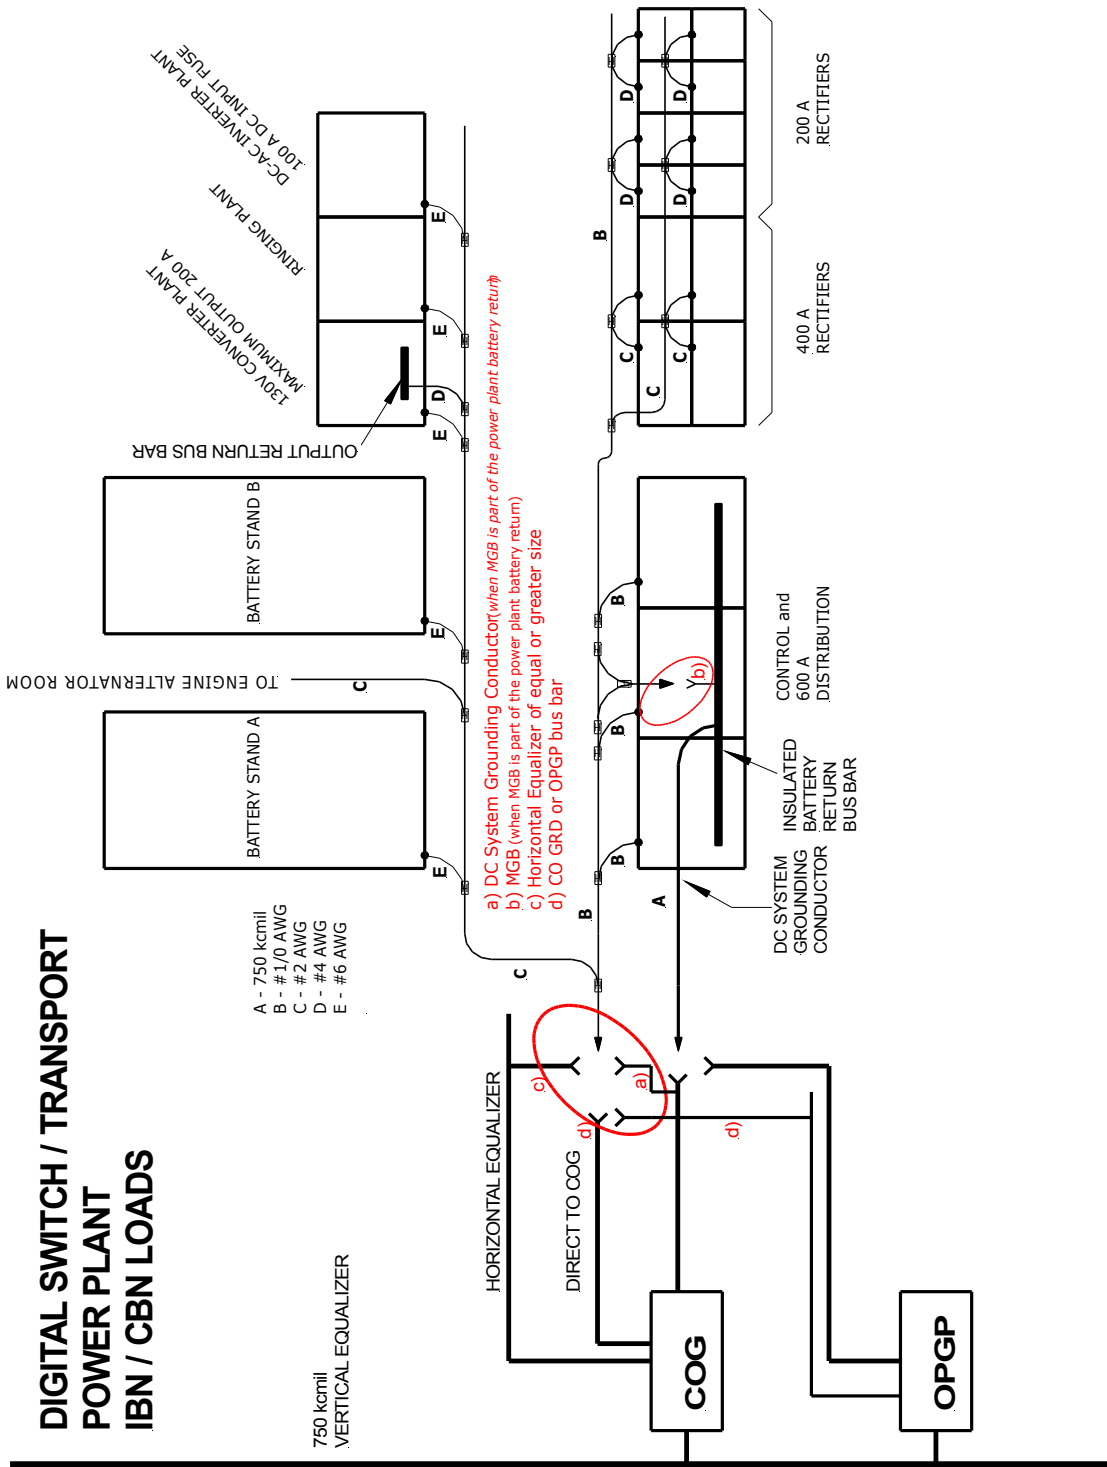 DIGITAL SWITCH / TRANSPORT
POWER PLANT
IBN / CBN LOADS
750 kcmil
VERTICAL EQUALIZER
A - 750 kcmil
B - #1/0 AWG
C - #2 AWG
D - #4 AWG
E - #6 AWG
BATTERY STAND A
BATTERY STAND B
TO ENGINE ALTERNATOR ROOM
C
OUTPUT RETURN BUS BAR
130V CONVERTER PLANT
MAXIMUM OUTPUT 200 A
RINGING PLANT
DC-AC INVERTER PLANT
100 A DC INPUT FUSE
E
E
E
D
E
E
C
a) DC System Grounding Conductor(when MGB is part of the power plant battery return)
b) MGB (when MGB is part of the power plant battery return)
c) Horizontal Equalizer of equal or greater size
d) CO GRD or OPGP bus bar
HORIZONTAL EQUALIZER
DIRECT TO COG
c)
d)
a)
d)
B
B
B
B
B
b)
A
C
C
C
D
D
D
D
DC SYSTEM
GROUNDING
CONDUCTOR
INSULATED
BATTERY
RETURN
BUS BAR
CONTROL and
600 A
DISTRIBUTION
400 A
RECTIFIERS
200 A
RECTIFIERS
COG
OPGP